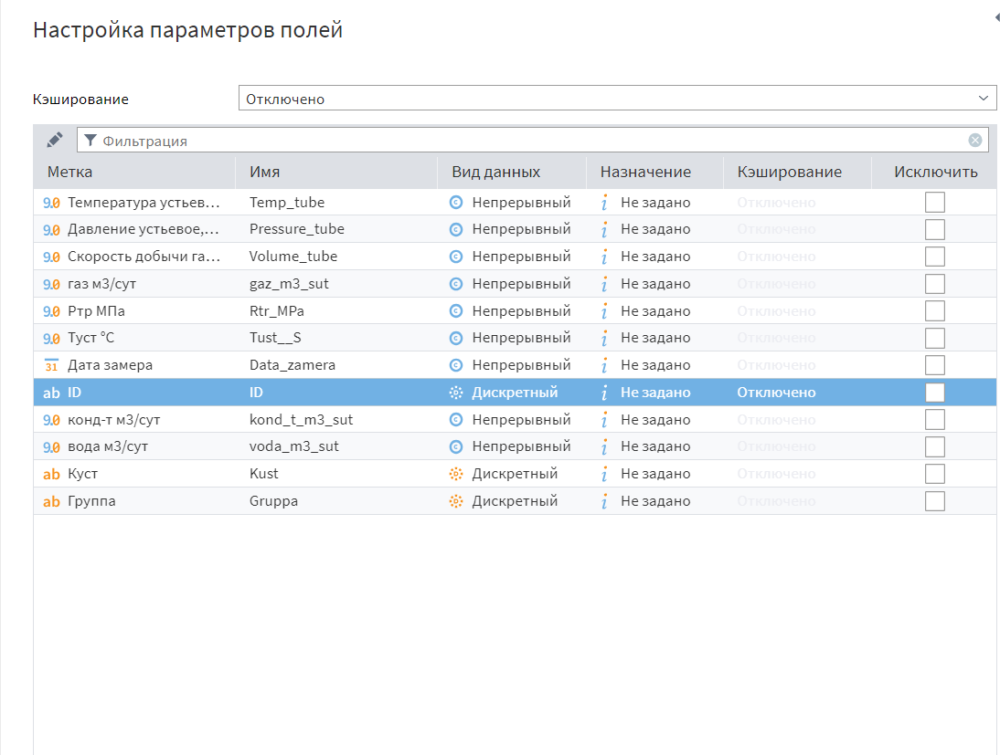 Настройка параметров полей
Кэширование Отключено
Фильтрация
Метка Имя Вид данных Назначение Кэширование Исключить
9.0 Температура устьев... Temp_tube Непрерывный Не задано Отключено
9.0 Давление устьевое,... Pressure_tube Непрерывный Не задано Отключено
9.0 Скорость добычи га... Volume_tube Непрерывный Не задано Отключено
9.0 газ м3/сут gaz_m3_sut Непрерывный Не задано Отключено
9.0 Ртр МПа Rtr_MPa Непрерывный Не задано Отключено
9.0 Туст °С Tust__S Непрерывный Не задано Отключено
31 Дата замера Data_zamera Непрерывный Не задано Отключено
ab ID ID Дискретный Не задано Отключено
9.0 конд-т м3/сут kond_t_m3_sut Непрерывный Не задано Отключено
9.0 вода м3/сут voda_m3_sut Непрерывный Не задано Отключено
ab Куст Kust Дискретный Не задано Отключено
ab Группа Gruppa Дискретный Не задано Отключено